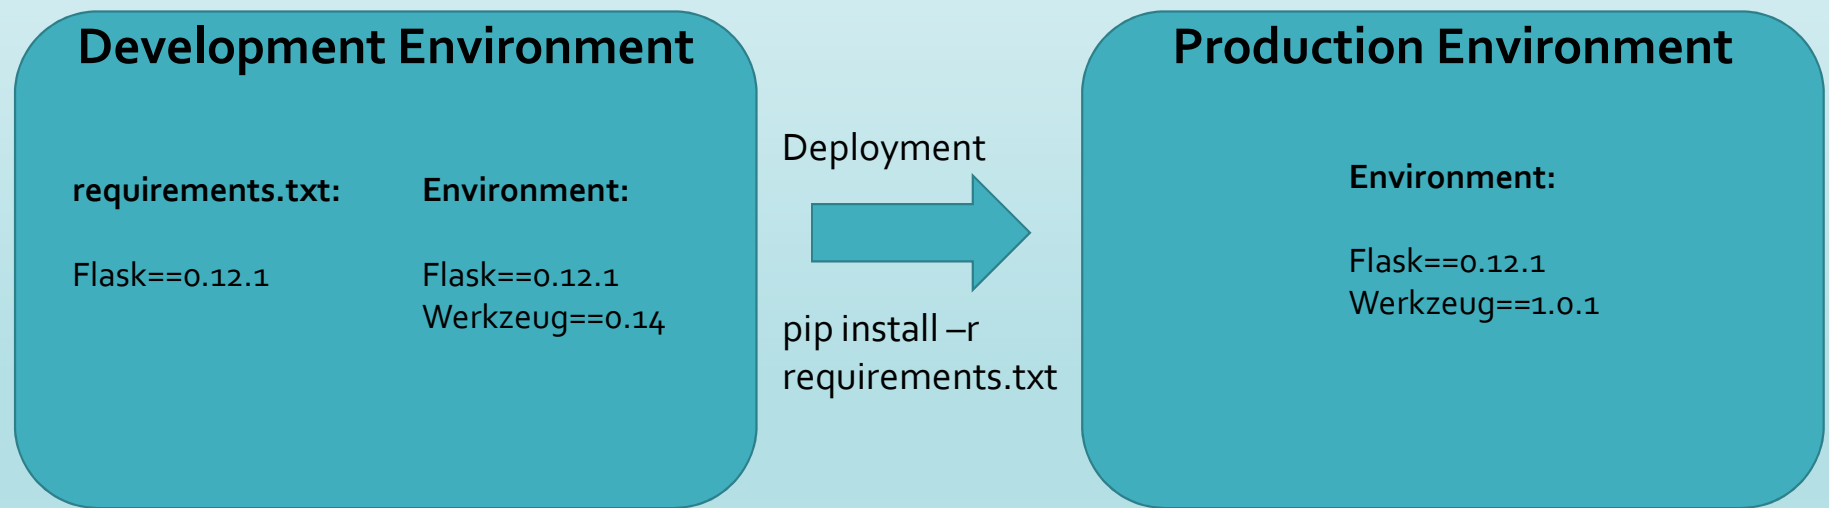 Development Environment
requirements.txt:
Flask==0.12.1
Environment:
Flask==0.12.1
Werkzeug==0.14
Deployment
pip install –r
requirements.txt
Production Environment
Environment:
Flask==0.12.1
Werkzeug==1.0.1